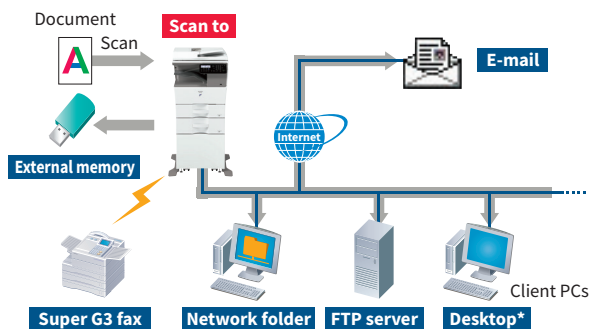 Document
Scan to
Scan
A
E-mail
Internet
External memory
Client PCs
Super G3 fax
Network folder
FTP server
Desktop*